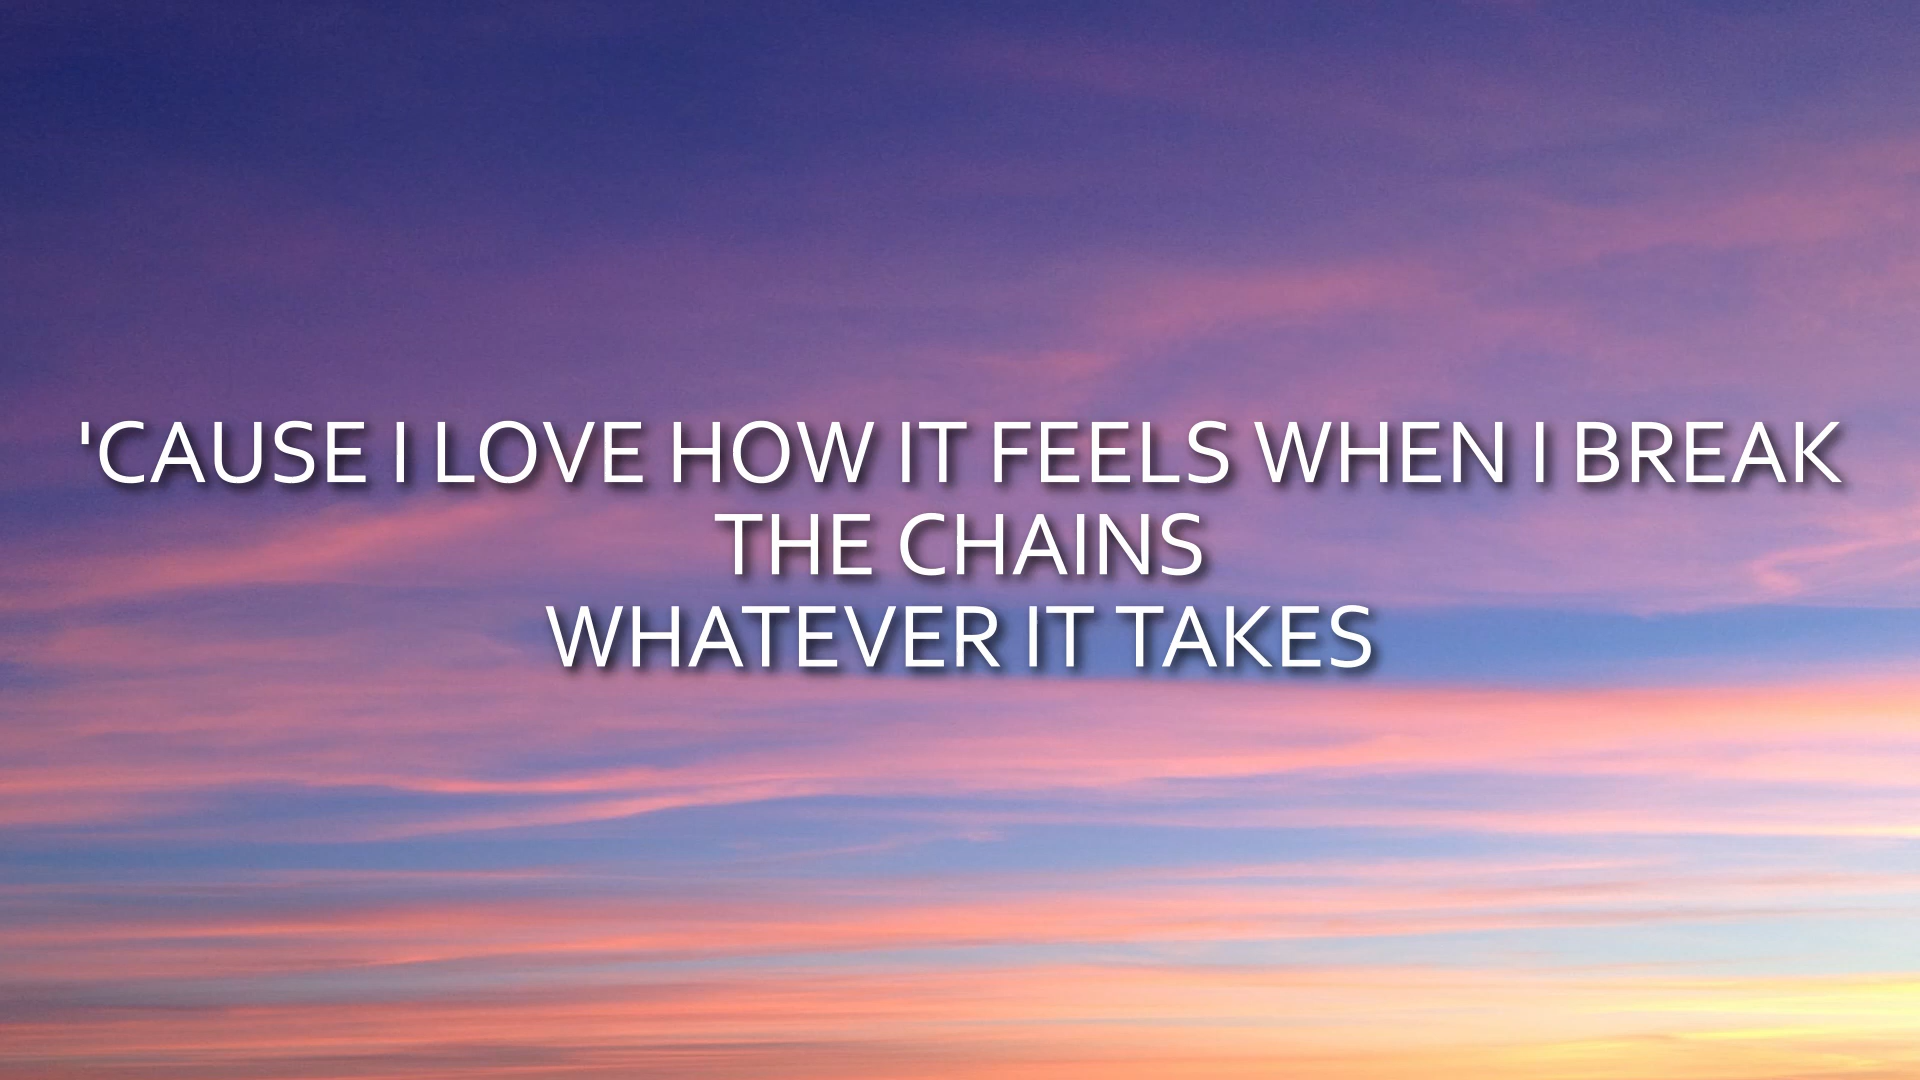 'CAUSE I LOVE HOW IT FEELS WHEN I BREAK
THE CHAINS
WHATEVER IT TAKES